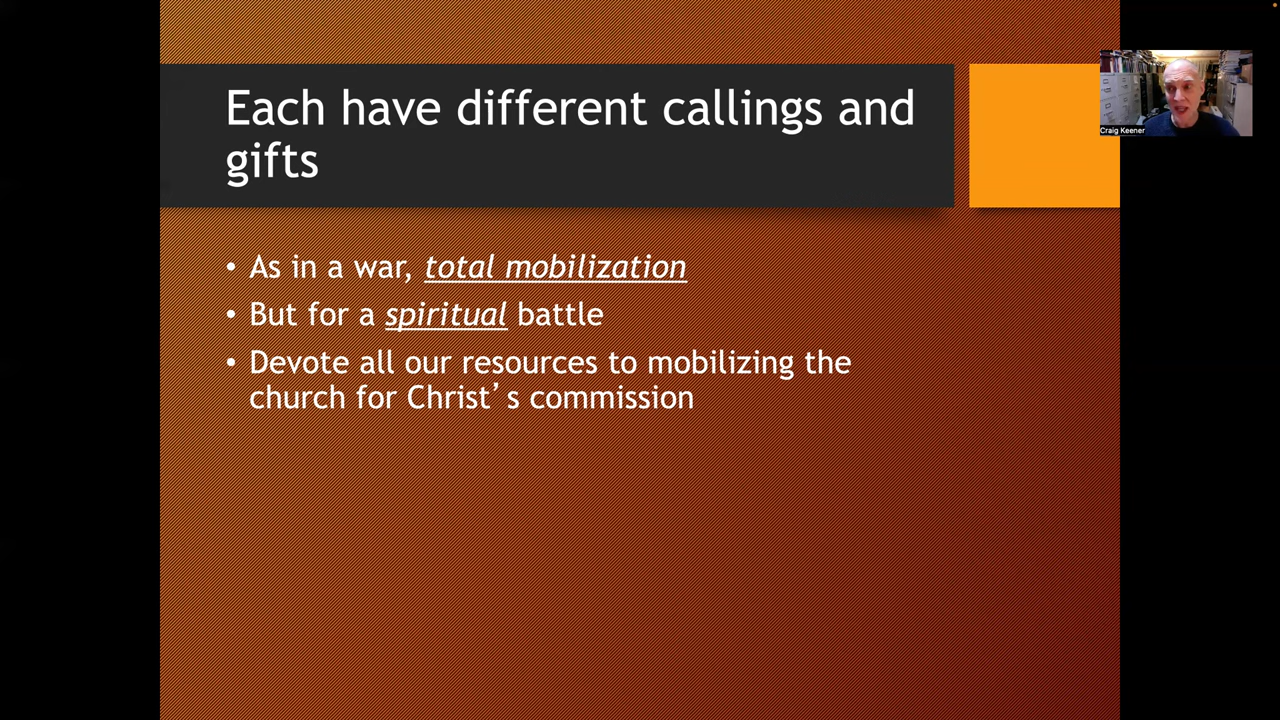 Each have different callings and
gifts
• As in a war, total mobilization
• But for a spiritual battle
• Devote all our resources to mobilizing the
church for Christ’s commission
Craig Keener